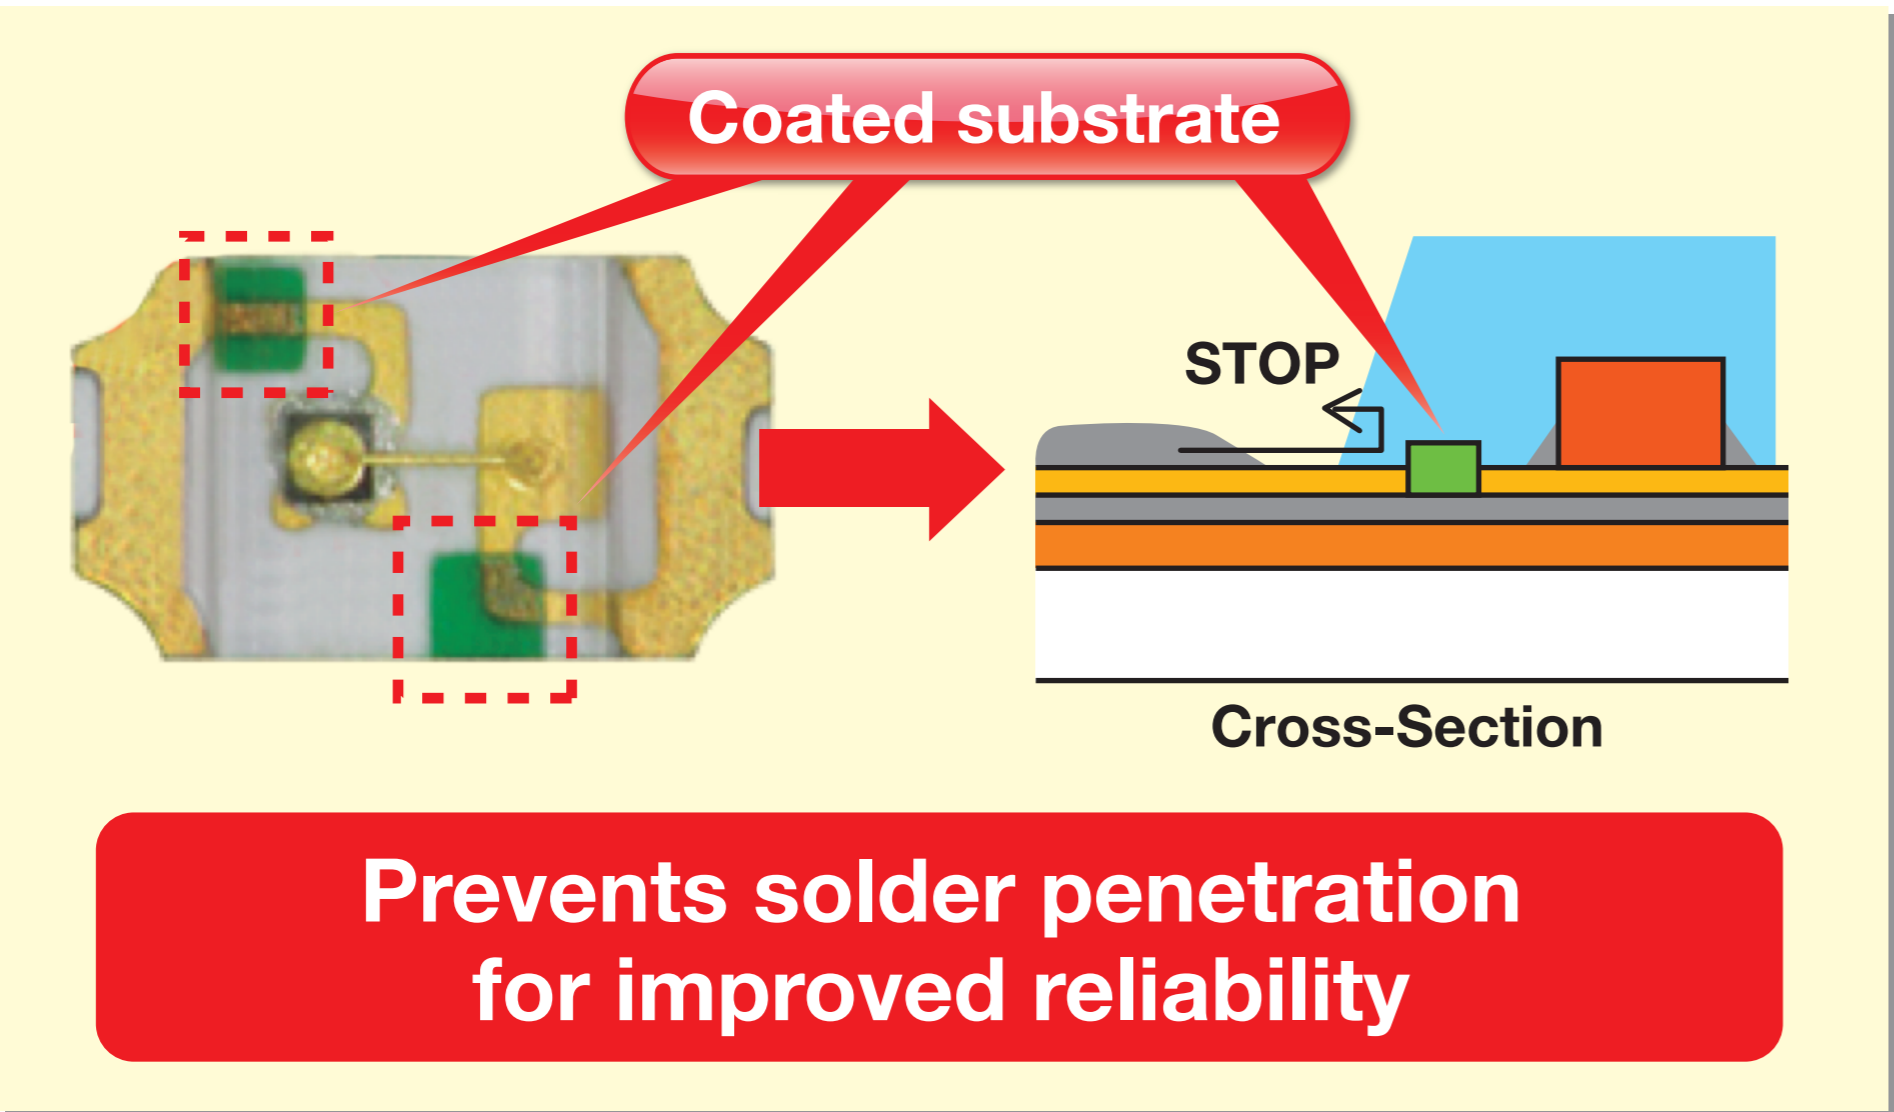 Coated substrate
STOP
Cross-Section
Prevents solder penetration
for improved reliability